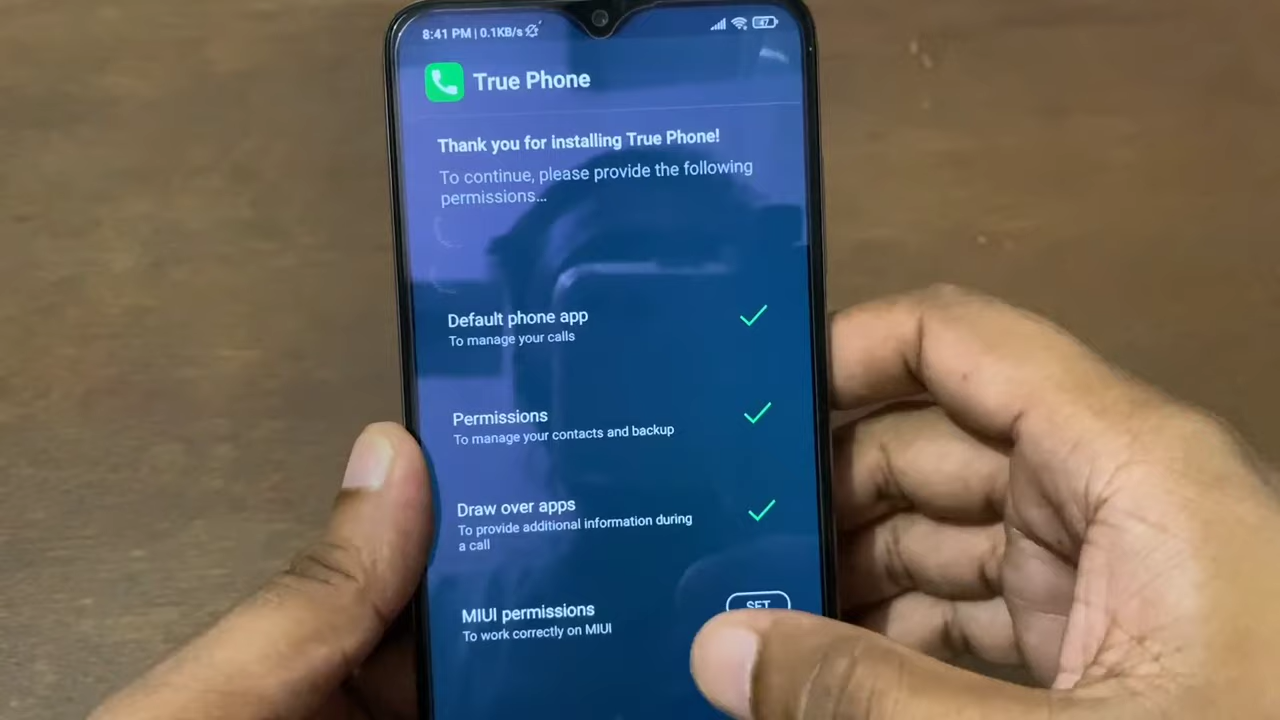 8:41 PM | 0.1KB/s
47
True Phone
Thank you for installing True Phone!
To continue, please provide the following
permissions...
Default phone app
To manage your calls
Permissions
To manage your contacts and backup
Draw over apps
To provide additional information during
a call
MIUI permissions
SET
To work correctly on MIUI